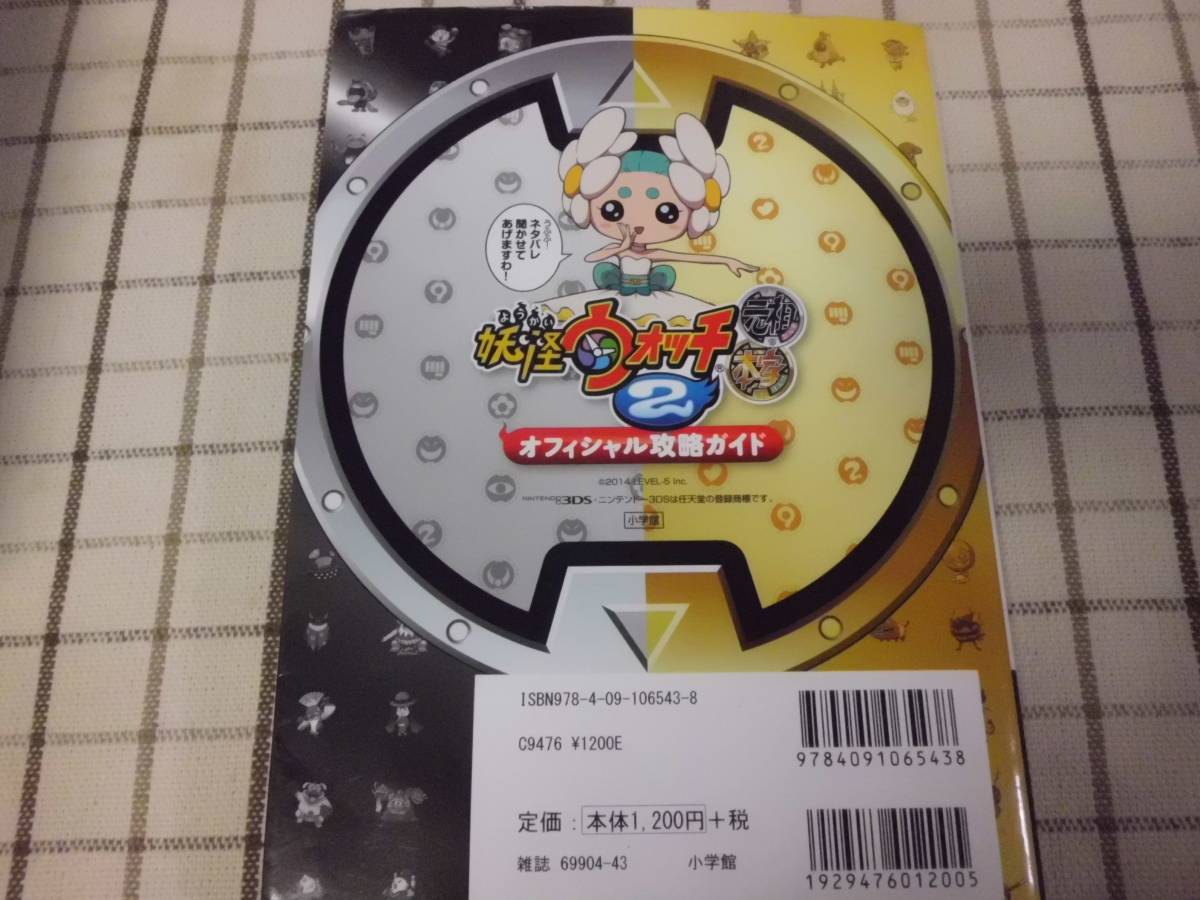 うふふ…
ネタバレ
聞かせて
あげますわ!
ようかい
妖怪ウォッチ®
2
元祖
本家
オフィシャル攻略ガイド
©2014 LEVEL-5 Inc.
NINTENDO 3DS・ニンテンドー3DSは任天堂の登録商標です。
小学館
ISBN978-4-09-106543-8
C9476 ¥1200E
9784091065438
定価：本体1,200円+税
雑誌 69904-43 小学館
1929476012005